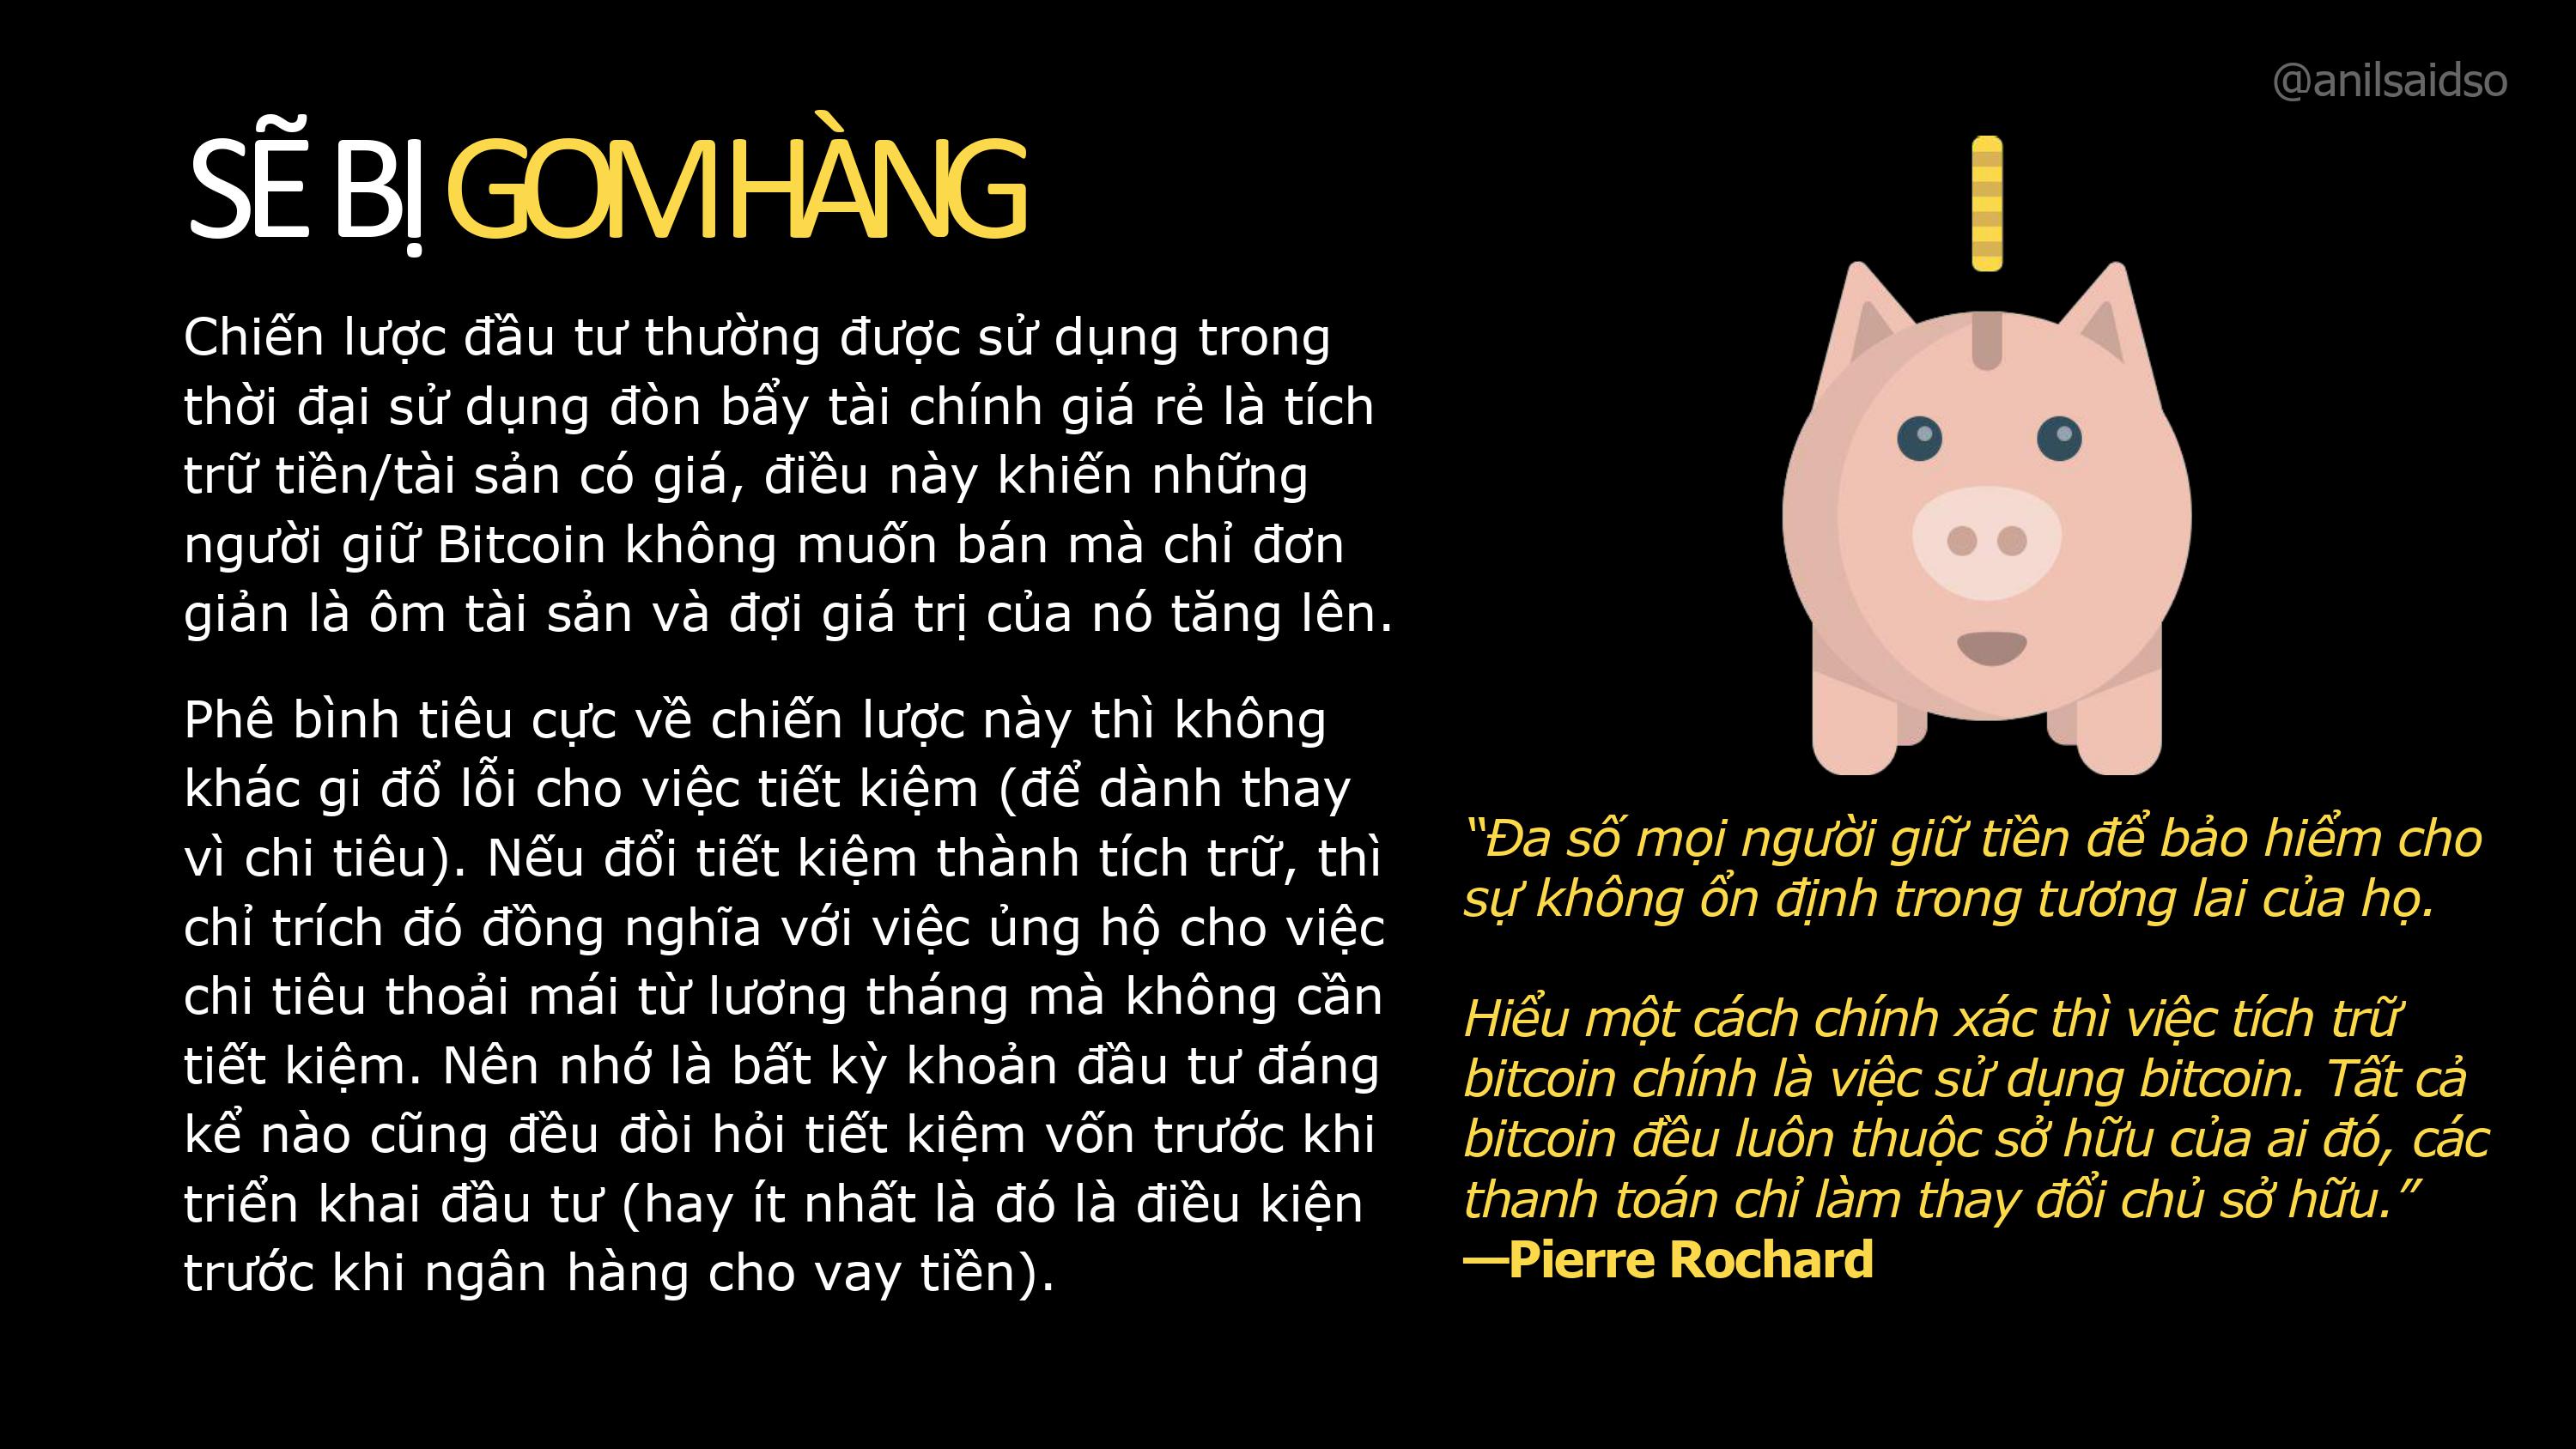 @anilsaidso
SẼ BỊ GOM HÀNG
Chiến lược đầu tư thường được sử dụng trong
thời đại sử dụng đòn bẩy tài chính giá rẻ là tích
trữ tiền/tài sản có giá, điều này khiến những
người giữ Bitcoin không muốn bán mà chỉ đơn
giản là ôm tài sản và đợi giá trị của nó tăng lên.
Phê bình tiêu cực về chiến lược này thì không
khác gi đổ lỗi cho việc tiết kiệm (để dành thay
vì chi tiêu). Nếu đổi tiết kiệm thành tích trữ, thì
chỉ trích đó đồng nghĩa với việc ủng hộ cho việc
chi tiêu thoải mái từ lương tháng mà không cần
tiết kiệm. Nên nhớ là bất kỳ khoản đầu tư đáng
kể nào cũng đều đòi hỏi tiết kiệm vốn trước khi
triển khai đầu tư (hay ít nhất là đó là điều kiện
trước khi ngân hàng cho vay tiền).
“Đa số mọi người giữ tiền để bảo hiểm cho
sự không ổn định trong tương lai của họ.
Hiểu một cách chính xác thì việc tích trữ
bitcoin chính là việc sử dụng bitcoin. Tất cả
bitcoin đều luôn thuộc sở hữu của ai đó, các
thanh toán chỉ làm thay đổi chủ sở hữu.”
—Pierre Rochard